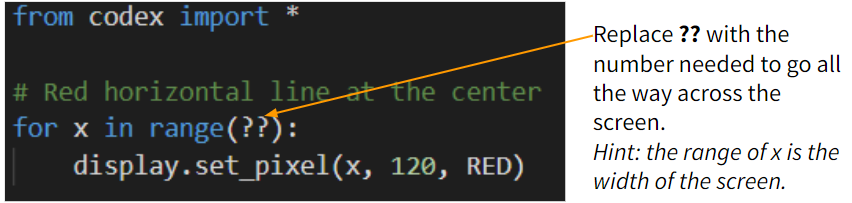 from codex import *
# Red horizontal line at the center
for x in range(??):
    display.set_pixel(x, 120, RED)
Replace ?? with the
number needed to go all
the way across the
screen.
Hint: the range of x is the
width of the screen.